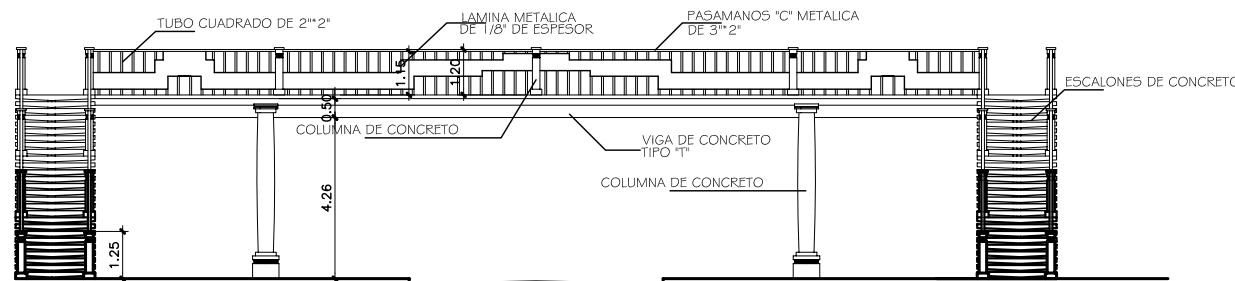 TUBO CUADRADO DE 2"*2"
LAMINA METALICA
DE 1/8" DE ESPESOR
PASAMANOS "C" METALICA
DE 3"*2"
1.15
1.20
ESCALONES DE CONCRETO
0.50
COLUMNA DE CONCRETO
VIGA DE CONCRETO
TIPO "T"
COLUMNA DE CONCRETO
4.26
1.25